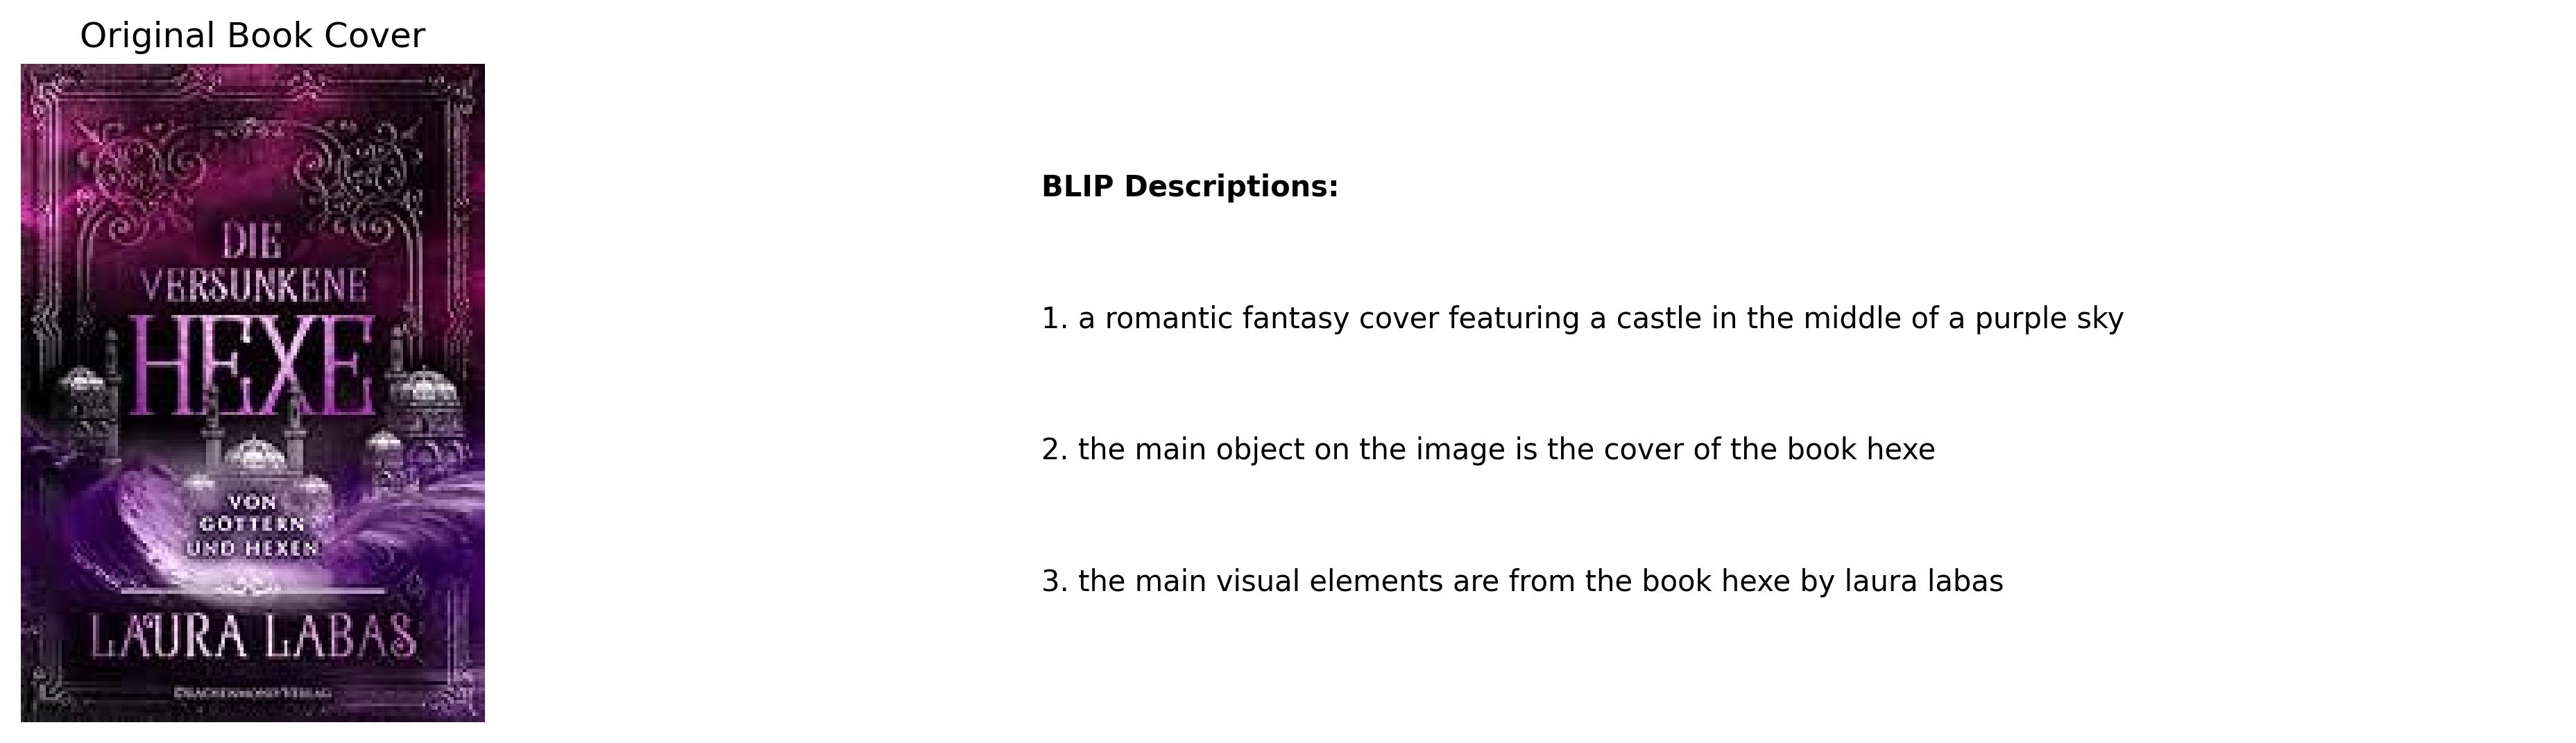 Original Book Cover
DIE
VERSUNKENE
HEXE
VON
GÖTTERN
UND HEXEN
LAURA LABAS
DRACHENMOND VERLAG
BLIP Descriptions:
1. a romantic fantasy cover featuring a castle in the middle of a purple sky
2. the main object on the image is the cover of the book hexe
3. the main visual elements are from the book hexe by laura labas